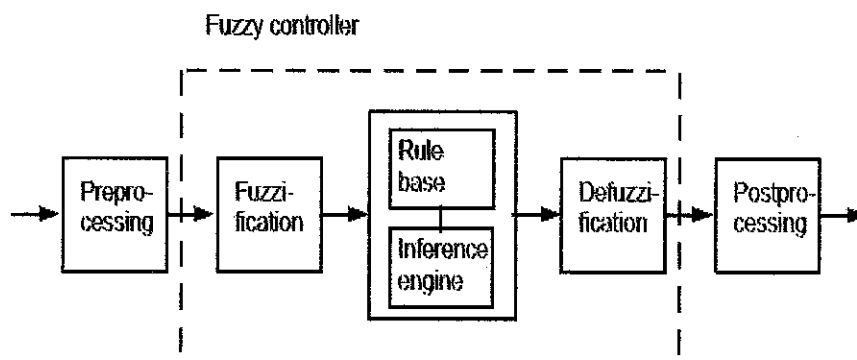 Fuzzy controller
Prepro-
cessing
Fuzzi-
fication
Rule
base
Inference
engine
Defuzzi-
fication
Postpro-
cessing